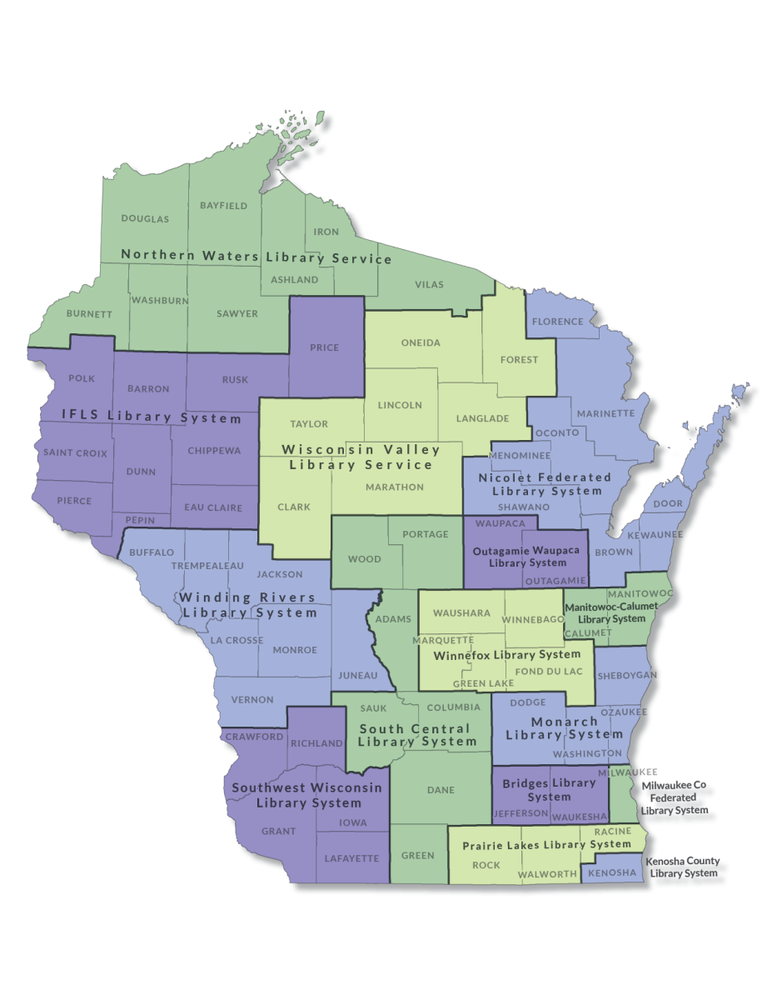 BAYFIELD
DOUGLAS
IRON
Northern Waters Library Service
ASHLAND
VILAS
WASHBURN
BURNETT
SAWYER
FLORENCE
ONEIDA
PRICE
FOREST
POLK
RUSK
BARRON
LINCOLN
MARINETTE
IFLS Library System
LANGLADE
TAYLOR
OCONTO
Wisconsin Valley
Library Service
CHIPPEWA
SAINT CROIX
MENOMINEE
DUNN
Nicolet Federated
Library System
MARATHON
PIERCE
DOOR
EAU CLAIRE
CLARK
SHAWANO
PEPIN
WAUPACA
PORTAGE
KEWAUNEE
BUFFALO
Outagamie Waupaca
Library System
BROWN
WOOD
TREMPEALEAU
JACKSON
OUTAGAMIE
MANITOWOC
Winding Rivers
Library System
Manitowoc-Calumet
Library System
WAUSHARA
WINNEBAGO
ADAMS
CALUMET
LA CROSSE
MARQUETTE
MONROE
Winnefox Library System
FOND DU LAC
JUNEAU
SHEBOYGAN
GREEN LAKE
VERNON
DODGE
SAUK
COLUMBIA
OZAUKEE
Monarch
Library System
South Central
Library System
CRAWFORD
RICHLAND
WASHINGTON
MILWAUKEE
Milwaukee Co
Federated
Library System
Bridges Library
System
Southwest Wisconsin
Library System
DANE
JEFFERSON
WAUKESHA
IOWA
GRANT
RACINE
Prairie Lakes Library System
GREEN
LAFAYETTE
ROCK
WALWORTH
KENOSHA
Kenosha County
Library System